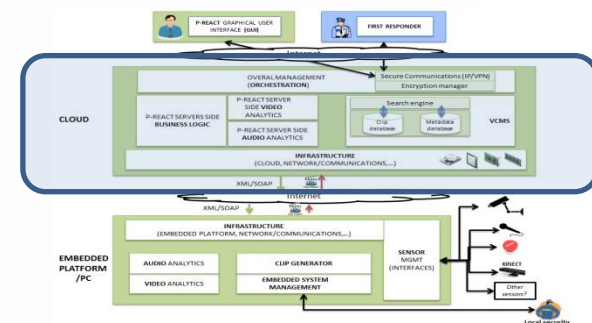 P-REACT GRAPHICAL USER
INTERFACE (GUI)
FIRST RESPONDER
Internet
OVERAL MANAGEMENT
(ORCHESTRATION)
Secure Communications (IP/VPN)
Encryption manager
CLOUD
P-REACT SERVERS SIDE
BUSINESS LOGIC
P-REACT SERVER
SIDE VIDEO
ANALYTICS
P-REACT SERVER SIDE
AUDIO ANALYTICS
Search engine
Clip
database
Metadata
database
VCMS
INFRASTRUCTURE
(CLOUD, NETWORK/COMMUNICATIONS,...)
XML/SOAP
Internet
XML/SOAP
INFRASTRUCTURE
(EMBEDDED PLATFORM, NETWORK/COMMUNICATIONS,..)
EMBEDDED
PLATFORM
/PC
AUDIO ANALYTICS
VIDEO ANALYTICS
CLIP GENERATOR
EMBEDDED SYSTEM
MANAGEMENT
SENSOR
MGMT
(INTERFACES)
KINECT
Other
sensors?
Local security